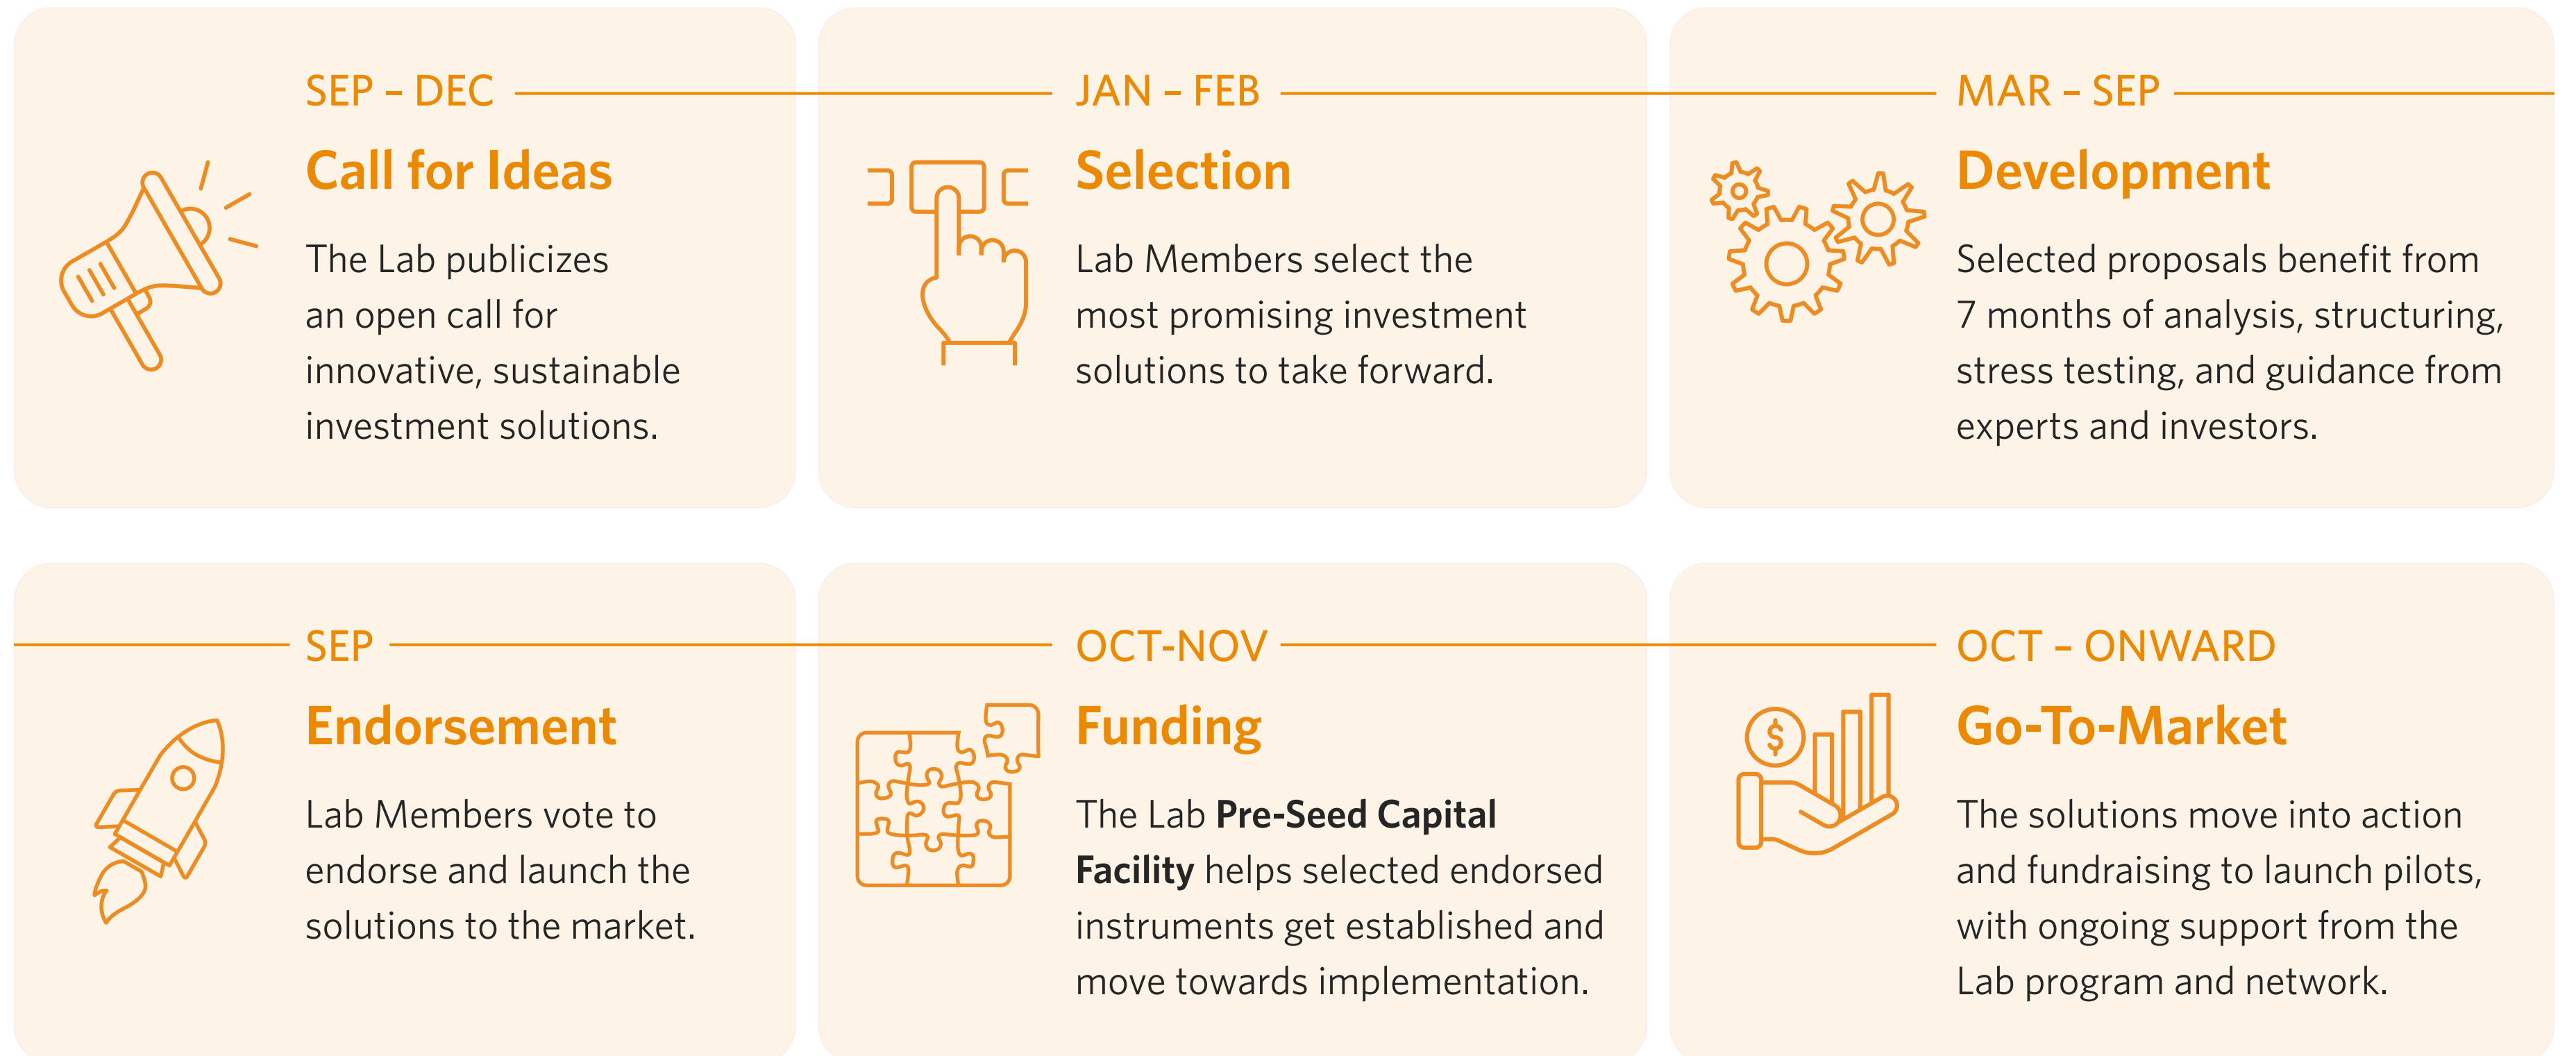 SEP – DEC
Call for Ideas
The Lab publicizes
an open call for
innovative, sustainable
investment solutions.
JAN – FEB
Selection
Lab Members select the
most promising investment
solutions to take forward.
MAR – SEP
Development
Selected proposals benefit from
7 months of analysis, structuring,
stress testing, and guidance from
experts and investors.
SEP
Endorsement
Lab Members vote to
endorse and launch the
solutions to the market.
OCT-NOV
Funding
The Lab Pre-Seed Capital
Facility helps selected endorsed
instruments get established and
move towards implementation.
OCT – ONWARD
Go-To-Market
$
The solutions move into action
and fundraising to launch pilots,
with ongoing support from the
Lab program and network.